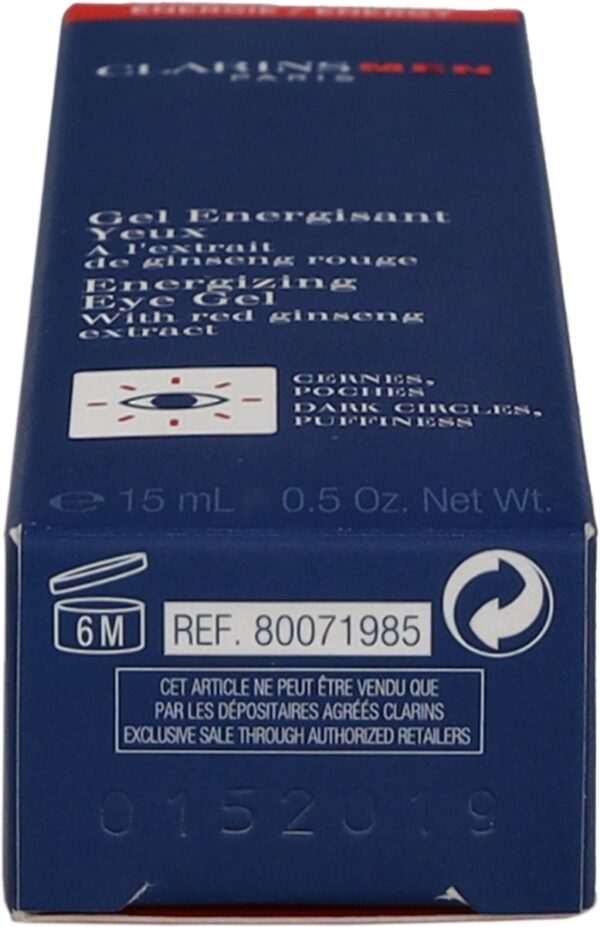 ENERGIE / ENERGY
CLARINSMEN
PARIS
Gel Energisant
Yeux
A l'extrait
de ginseng rouge
Energizing
Eye Gel
With red ginseng
extract
CERNES,
POCHES
DARK CIRCLES,
PUFFINESS
℮ 15 mL 0.5 Oz. Net Wt.
6M
REF. 80071985
CET ARTICLE NE PEUT ÊTRE VENDU QUE
PAR LES DÉPOSITAIRES AGRÉÉS CLARINS
EXCLUSIVE SALE THROUGH AUTHORIZED RETAILERS
0152019